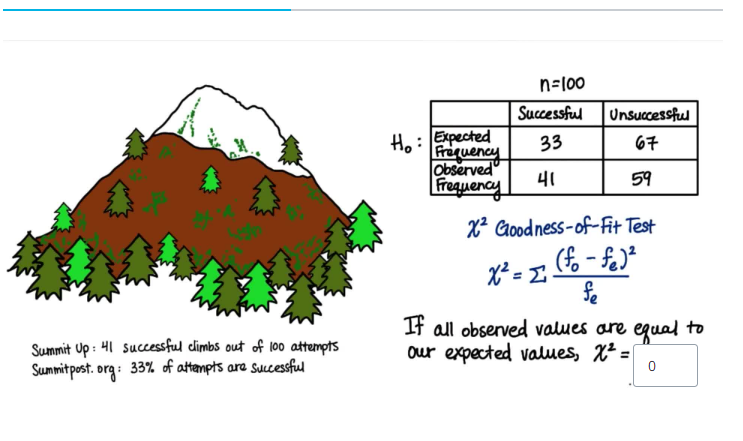 n=100
Successful Unsuccessful
H₀: Expected Frequency 33 67
Observed Frequency 41 59
χ² Goodness-of-Fit Test
χ² = Σ (fₒ - fₑ)² / fₑ
If all observed values are equal to
our expected values, χ² = 0
Summit Up: 41 successful climbs out of 100 attempts
Summitpost.org: 33% of attempts are successful